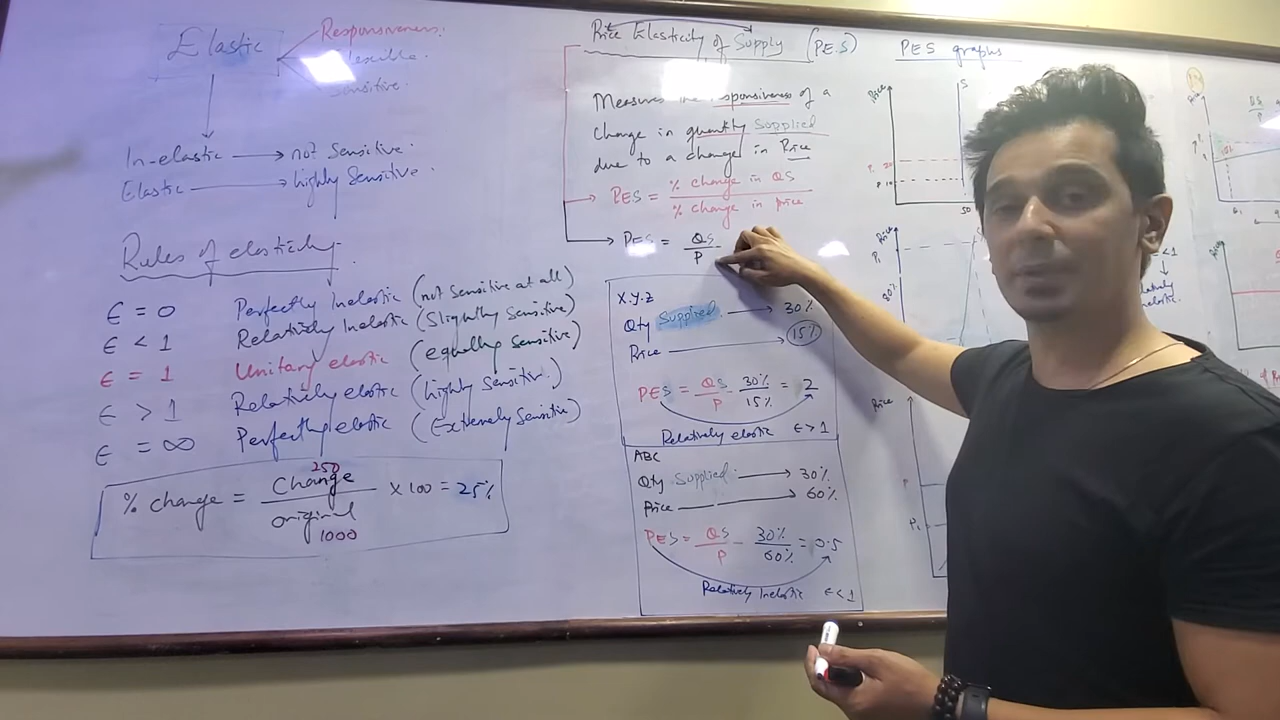 Elastic
Responsiveness.
flexible.
Sensitive.
In-elastic → not Sensitive.
Elastic → highly Sensitive.
Rules of elasticity.
ϵ = 0 Perfectly Inelastic (not Sensitive at all)
ϵ < 1 Relatively Inelastic (Slightly Sensitive)
ϵ = 1 Unitary elastic (equally Sensitive)
ϵ > 1 Relatively elastic (highly Sensitive.)
ϵ = ∞ Perfectly elastic (Extremely Sensitive)
250
% change = Change / original × 100 = 25%
1000
Price Elasticity of Supply (PES)
Measures the responsiveness of a
Change in quantity Supplied
due to a change in Price
PES = % change in QS / % change in price
PES = QS / P
X.Y.Z
Qty Supplied → 30%
Price → 15%
PES = QS / P 30% / 15% = 2
Relatively elastic ϵ > 1
ABC
Qty Supplied → 30%
Price → 60%
PES = QS / P = 30% / 60% = 0.5
Relatively Inelastic ϵ < 1
PES graphs
Price
S
P. 20
P 10
50
Price
P₁
Price
P
P₁